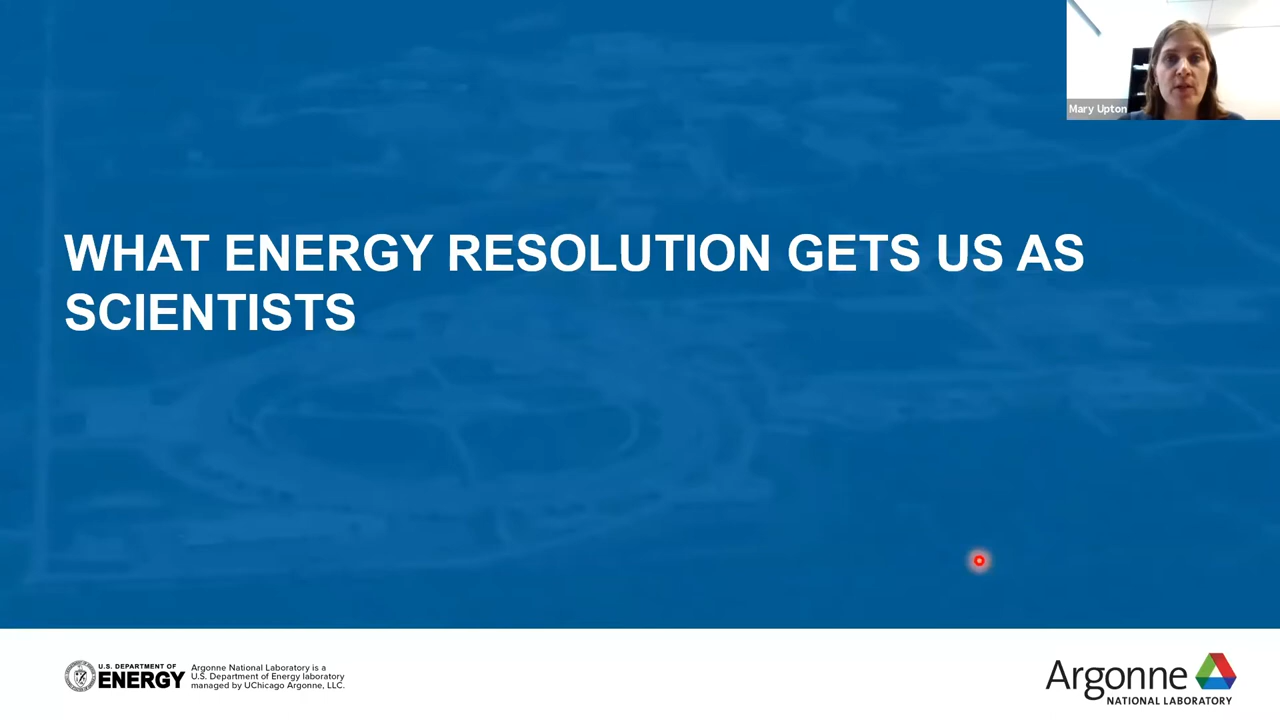 Mary Upton
WHAT ENERGY RESOLUTION GETS US AS
SCIENTISTS
U.S. DEPARTMENT OF
ENERGY
Argonne National Laboratory is a
U.S. Department of Energy laboratory
managed by UChicago Argonne, LLC.
Argonne
NATIONAL LABORATORY